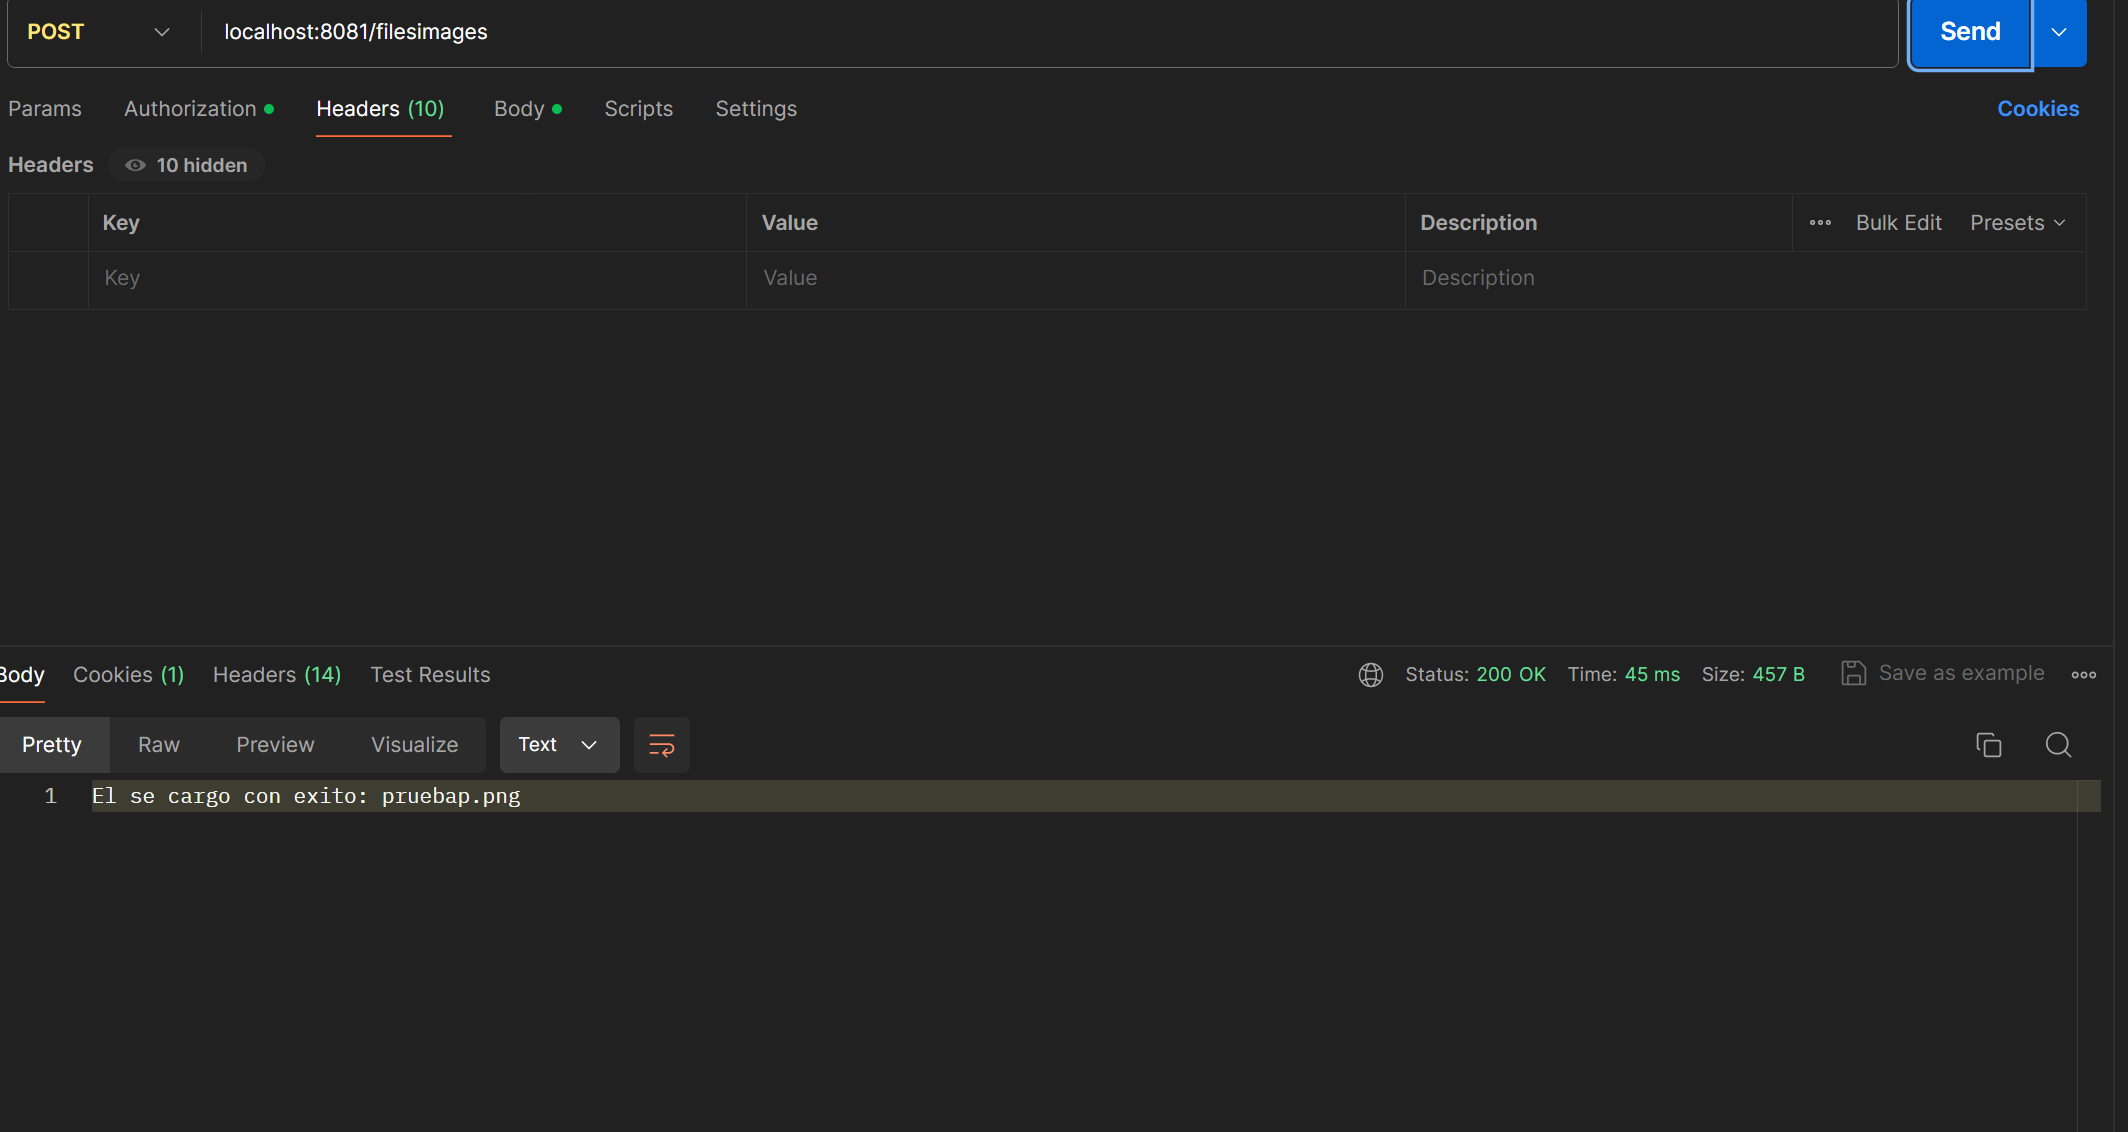 POST localhost:8081/filesimages Send
Params Authorization Headers (10) Body Scripts Settings Cookies
Headers 10 hidden
Key Value Description Bulk Edit Presets
Key Value Description
Body Cookies (1) Headers (14) Test Results Status: 200 OK Time: 45 ms Size: 457 B Save as example
Pretty Raw Preview Visualize Text
1 El se cargo con exito: pruebap.png